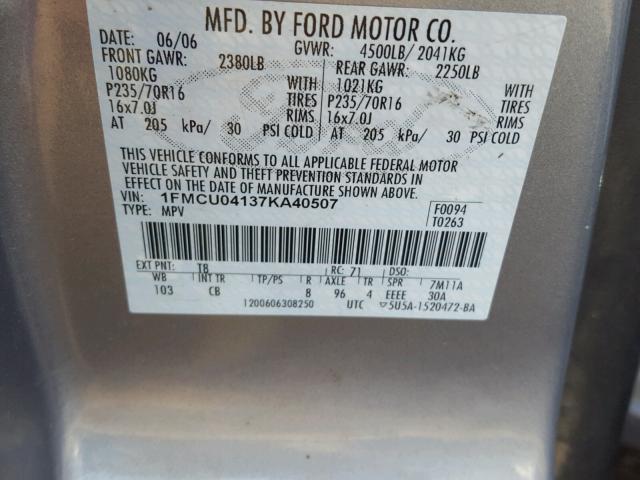 MFD. BY FORD MOTOR CO.
DATE: 06/06 GVWR: 4500LB/ 2041KG
FRONT GAWR: 2380LB REAR GAWR: 2250LB
1080KG WITH 1021KG WITH
P235/70R16 TIRES P235/70R16 TIRES
16x7.0J RIMS 16x7.0J RIMS
AT 205 kPa/ 30 PSI COLD AT 205 kPa/ 30 PSI COLD
THIS VEHICLE CONFORMS TO ALL APPLICABLE FEDERAL MOTOR
VEHICLE SAFETY AND THEFT PREVENTION STANDARDS IN
EFFECT ON THE DATE OF MANUFACTURE SHOWN ABOVE.
VIN: 1FMCU04137KA40507 F0094
TYPE: MPV T0263
EXT PNT: T8 RC: 71 DSO:
WB INT TR TP/PS R AXLE TR SPR 7M11A
103 CB 8 96 4 EEEE 30A
1200606308250 UTC ▽5U5A-1520472-BA
Ford